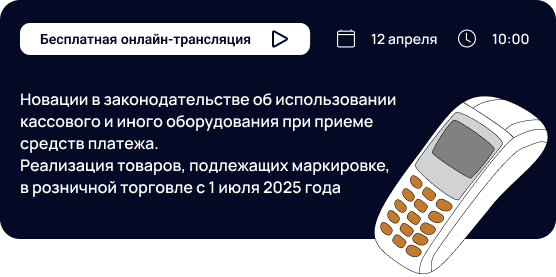 Бесплатная онлайн-трансляция
12 апреля
10:00
Новации в законодательстве об использовании
кассового и иного оборудования при приеме
средств платежа.
Реализация товаров, подлежащих маркировке,
в розничной торговле с 1 июля 2025 года